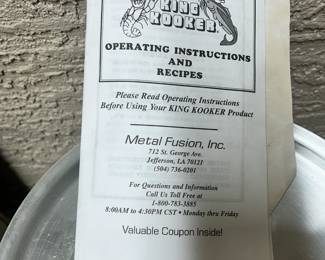 KING
KOOKER
OPERATING INSTRUCTIONS
AND
RECIPES
Please Read Operating Instructions
Before Using Your KING KOOKER Product
Metal Fusion, Inc.
712 St. George Ave.
Jefferson, LA 70121
(504) 736-0201
For Questions and Information
Call Us Toll Free at
1-800-783-3885
8:00AM to 4:30PM CST • Monday thru Friday
Valuable Coupon Inside!